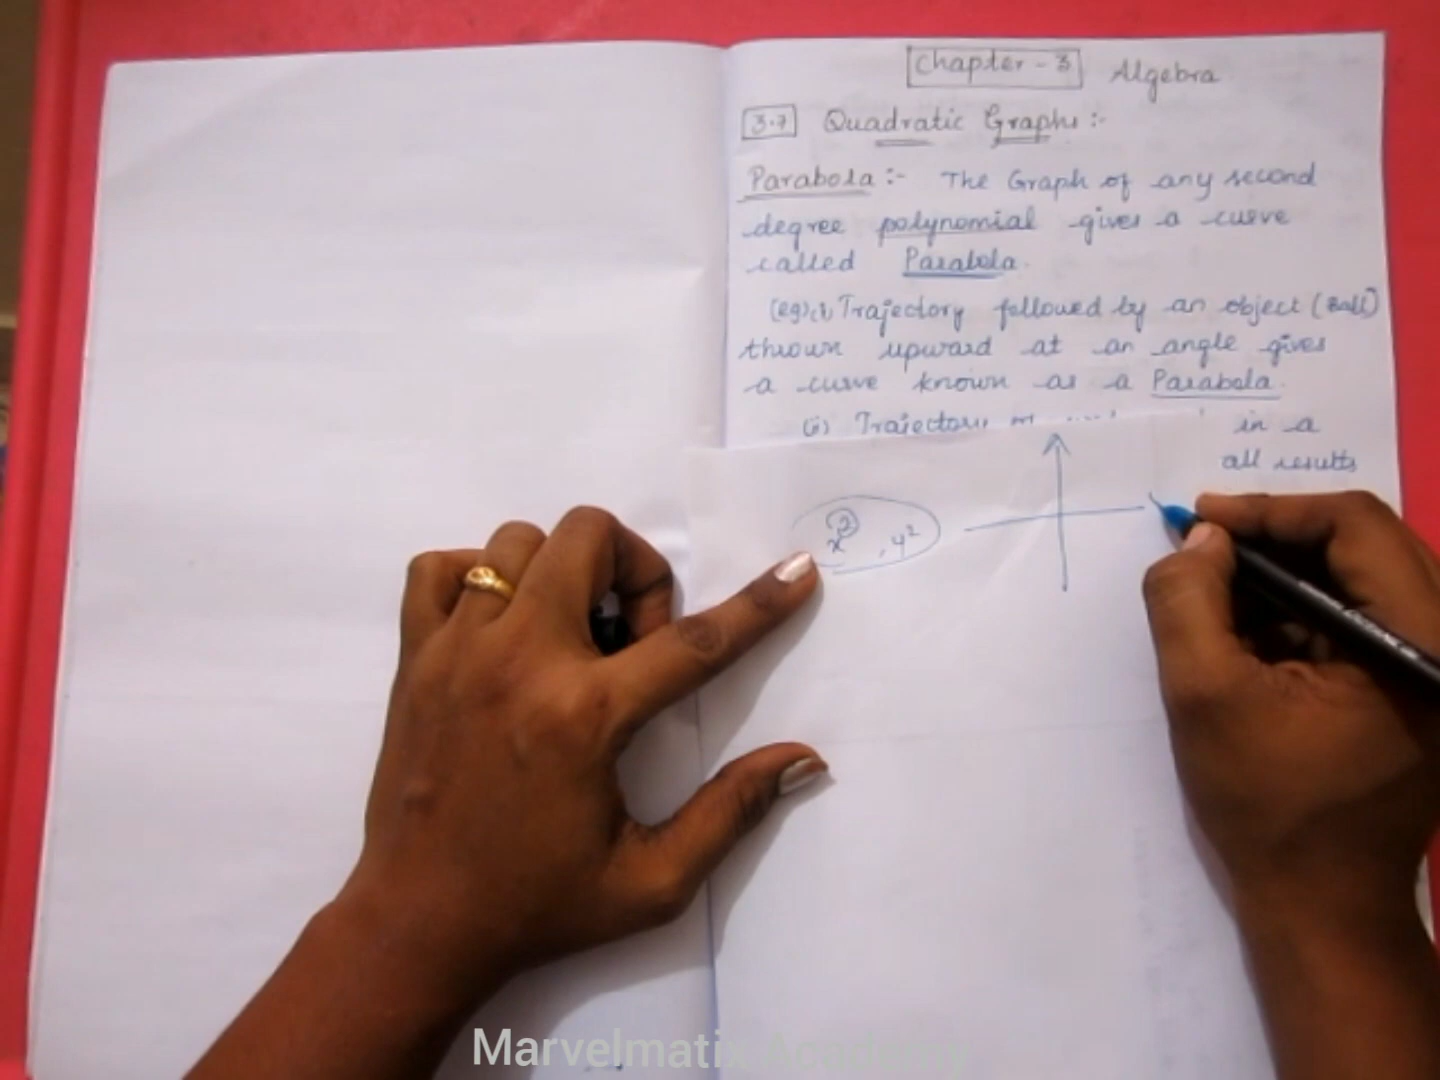 Chapter - 3 Algebra
3.7 Quadratic Graphs :-
Parabola :- The Graph of any second
degree polynomial gives a curve
called Parabola.
(eg) (i) Trajectory followed by an object (Ball)
thrown upward at an angle gives
a curve known as a Parabola.
(ii) Trajectory in a
all results
x² , y²
Marvelmatix Academy